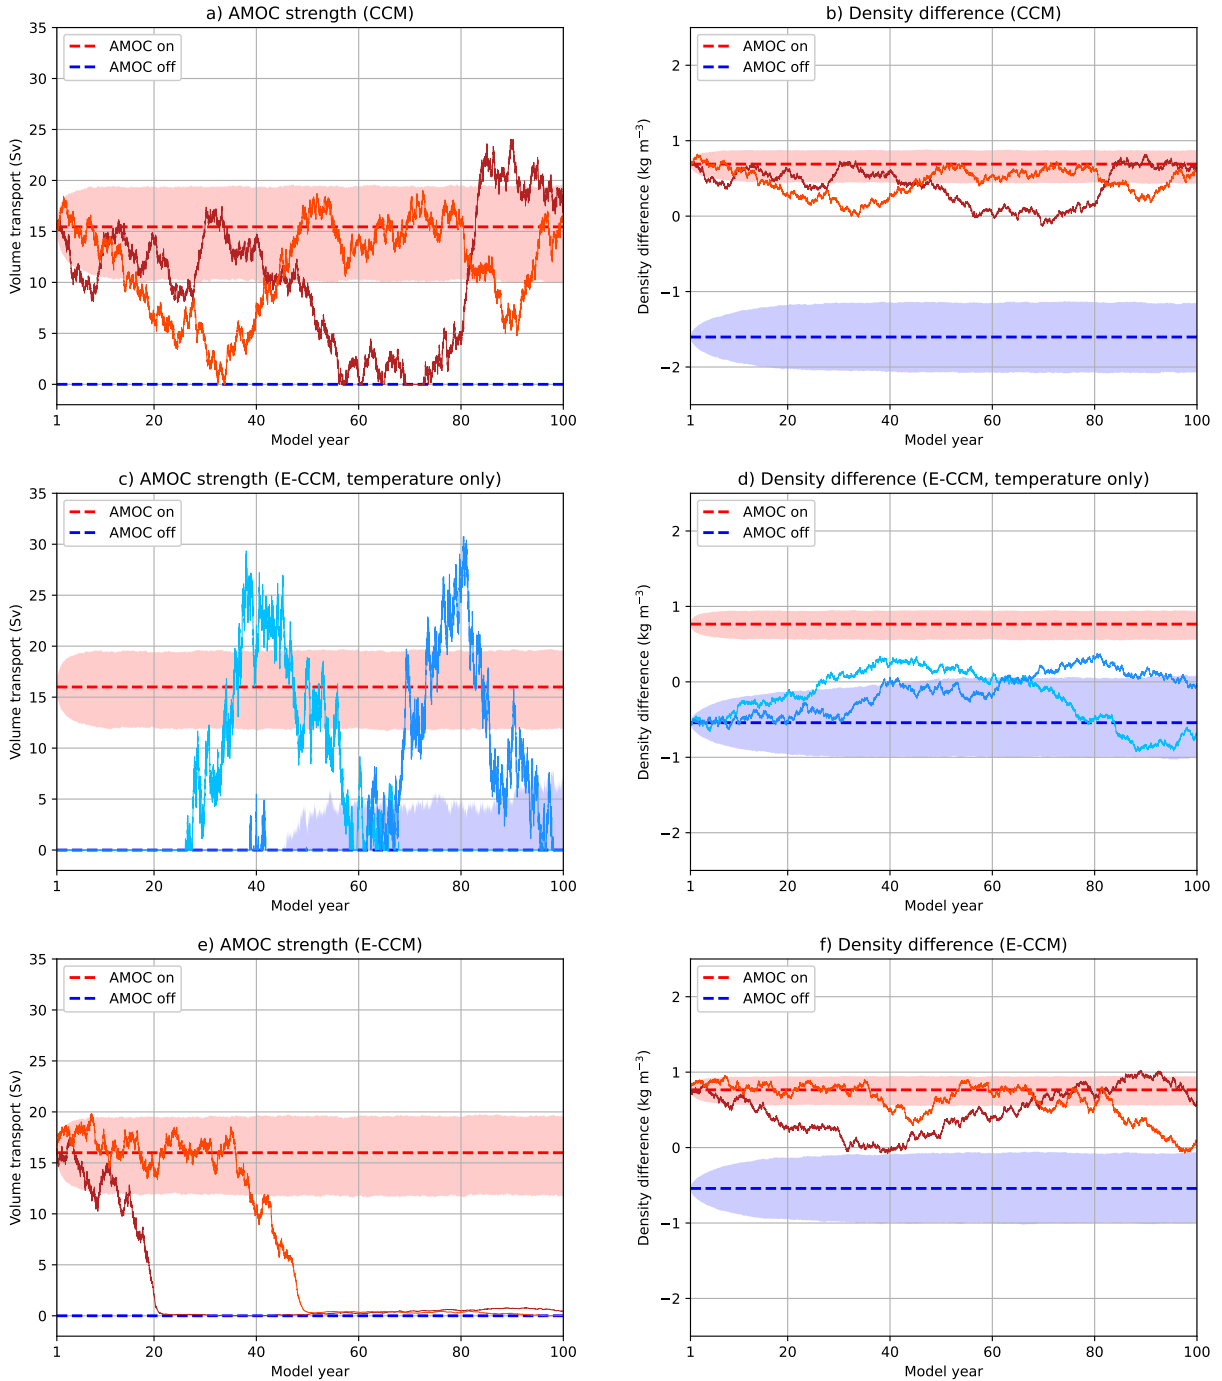 a) AMOC strength (CCM)
AMOC on
AMOC off
35
30
25
20
15
10
5
0
Volume transport (Sv)
1 20 40 60 80 100
Model year
b) Density difference (CCM)
AMOC on
AMOC off
2
1
0
−1
−2
Density difference (kg m⁻³)
1 20 40 60 80 100
Model year
c) AMOC strength (E-CCM, temperature only)
AMOC on
AMOC off
35
30
25
20
15
10
5
0
Volume transport (Sv)
1 20 40 60 80 100
Model year
d) Density difference (E-CCM, temperature only)
AMOC on
AMOC off
2
1
0
−1
−2
Density difference (kg m⁻³)
1 20 40 60 80 100
Model year
e) AMOC strength (E-CCM)
AMOC on
AMOC off
35
30
25
20
15
10
5
0
Volume transport (Sv)
1 20 40 60 80 100
Model year
f) Density difference (E-CCM)
AMOC on
AMOC off
2
1
0
−1
−2
Density difference (kg m⁻³)
1 20 40 60 80 100
Model year